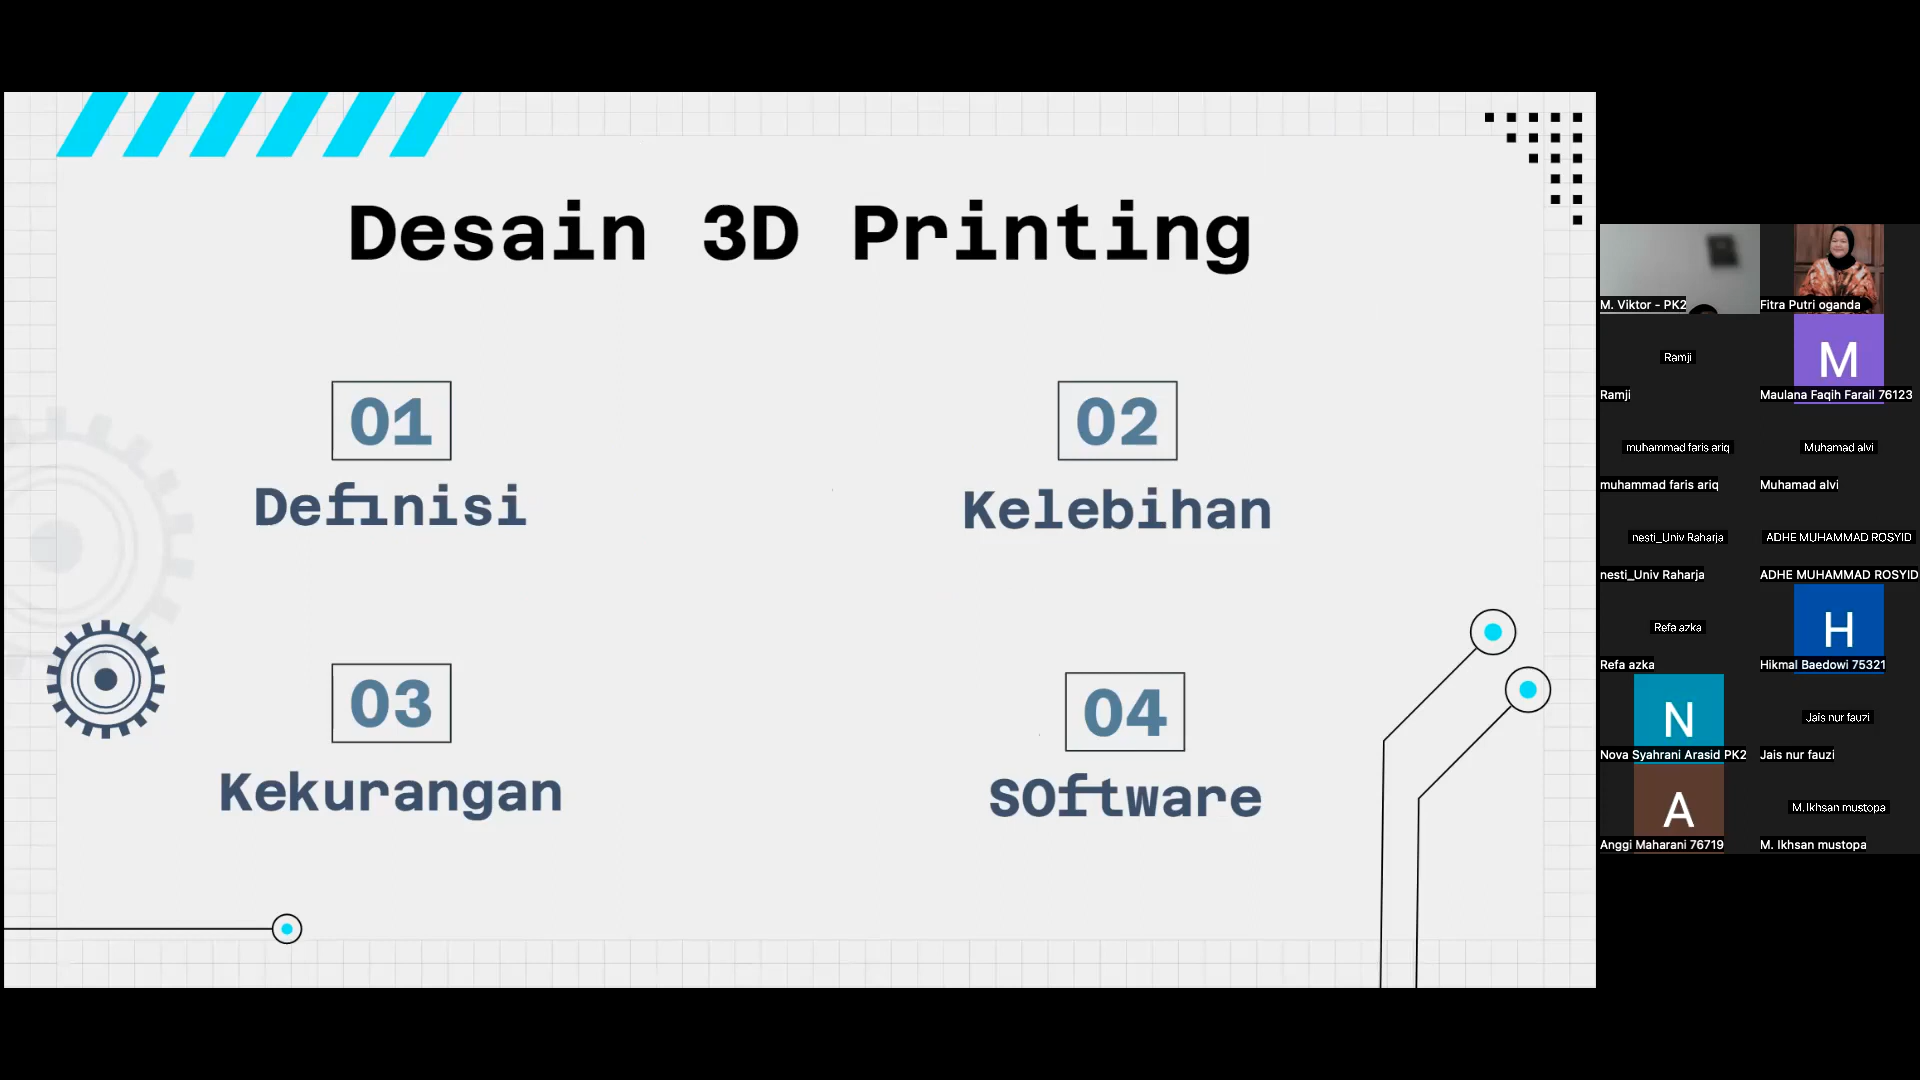 Desain 3D Printing
01
02
Definisi
Kelebihan
03
04
Kekurangan
SOftware
M. Viktor - PK2
Fitra Putri oganda
Ramji
Ramji
M
Maulana Faqih Farail 76123
muhammad faris ariq
Muhamad alvi
muhammad faris ariq
Muhamad alvi
nesti_Univ Raharja
ADHE MUHAMMAD ROSYID
nesti_Univ Raharja
ADHE MUHAMMAD ROSYID
Refa azka
H
Refa azka
Hikmal Baedowi 75321
N
Jais nur fauzi
Nova Syahrani Arasid PK2
Jais nur fauzi
A
M. Ikhsan mustopa
Anggi Maharani 76719
M. Ikhsan mustopa